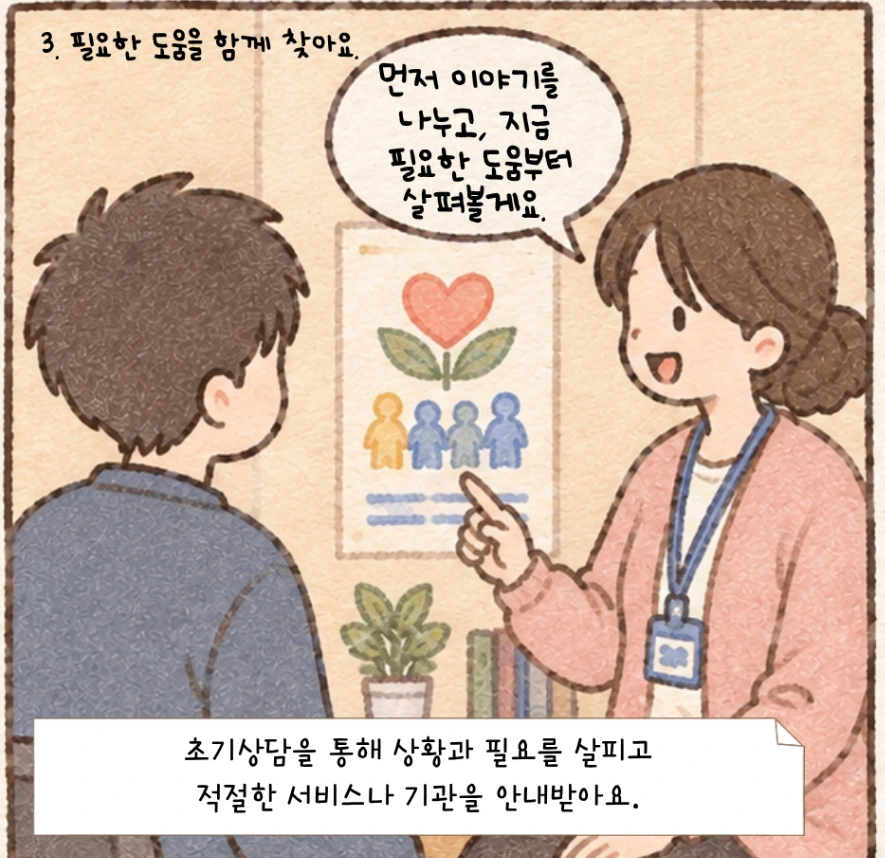 3. 필요한 도움을 함께 찾아요.
먼저 이야기를
나누고, 지금
필요한 도움부터
살펴볼게요.
초기상담을 통해 상황과 필요를 살피고
적절한 서비스나 기관을 안내받아요.